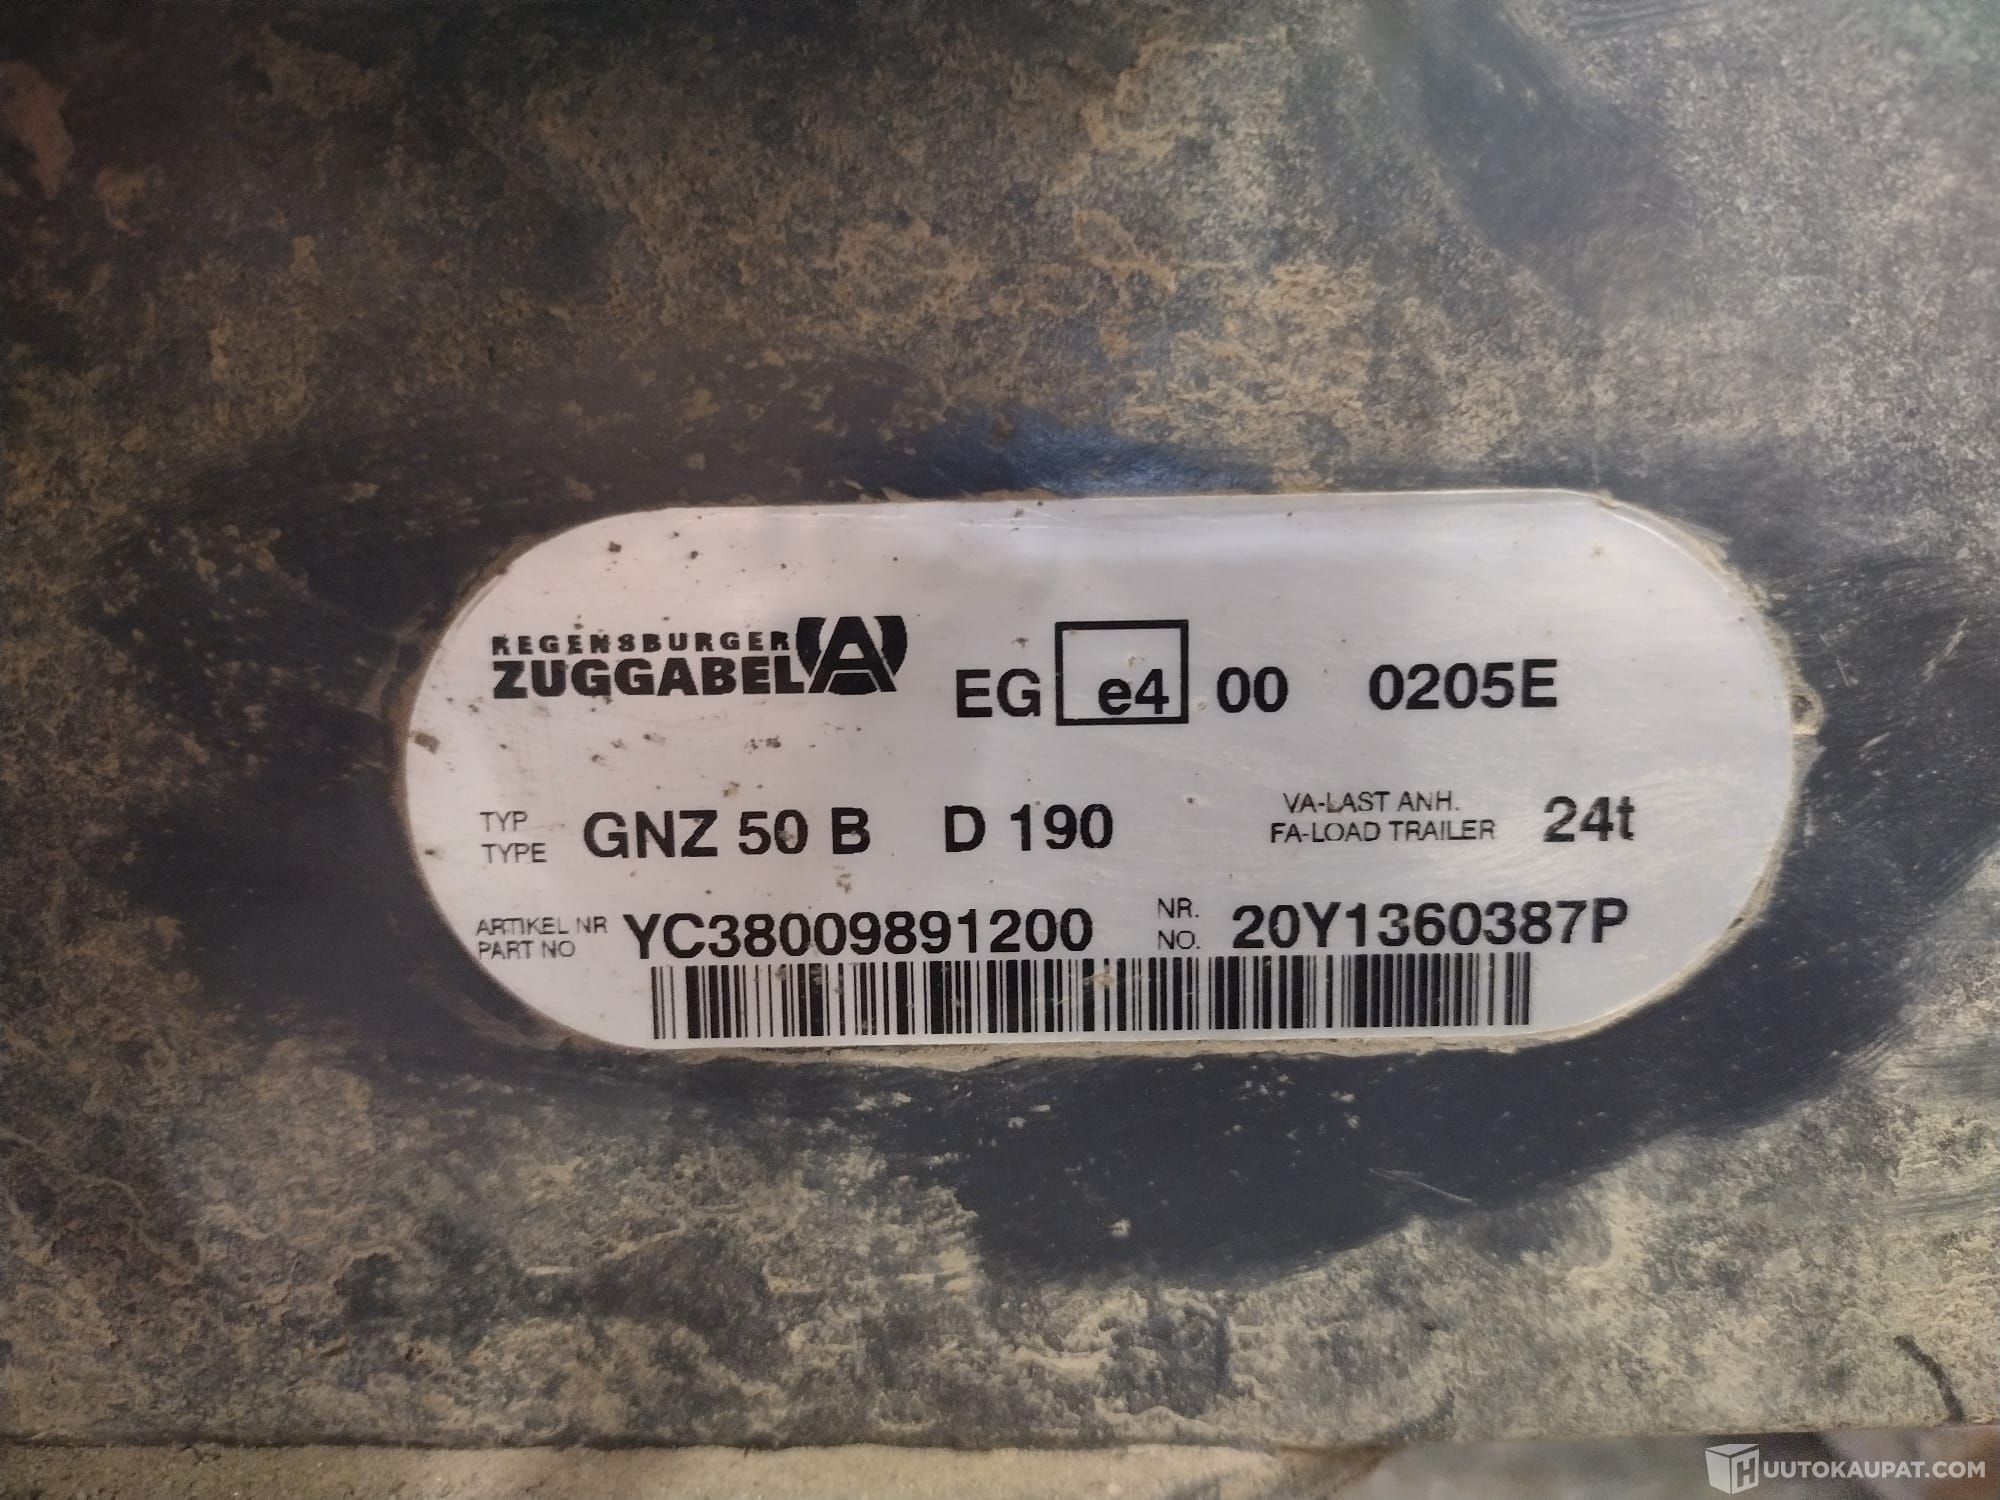 REGENSBURGER
ZUGGABEL
EG e4 00 0205E
TYP
TYPE
GNZ 50 B D 190
VA-LAST ANH.
FA-LOAD TRAILER
24t
ARTIKEL NR
PART NO
YC38009891200
NR.
NO.
20Y1360387P
HUUTOKAUPAT.COM